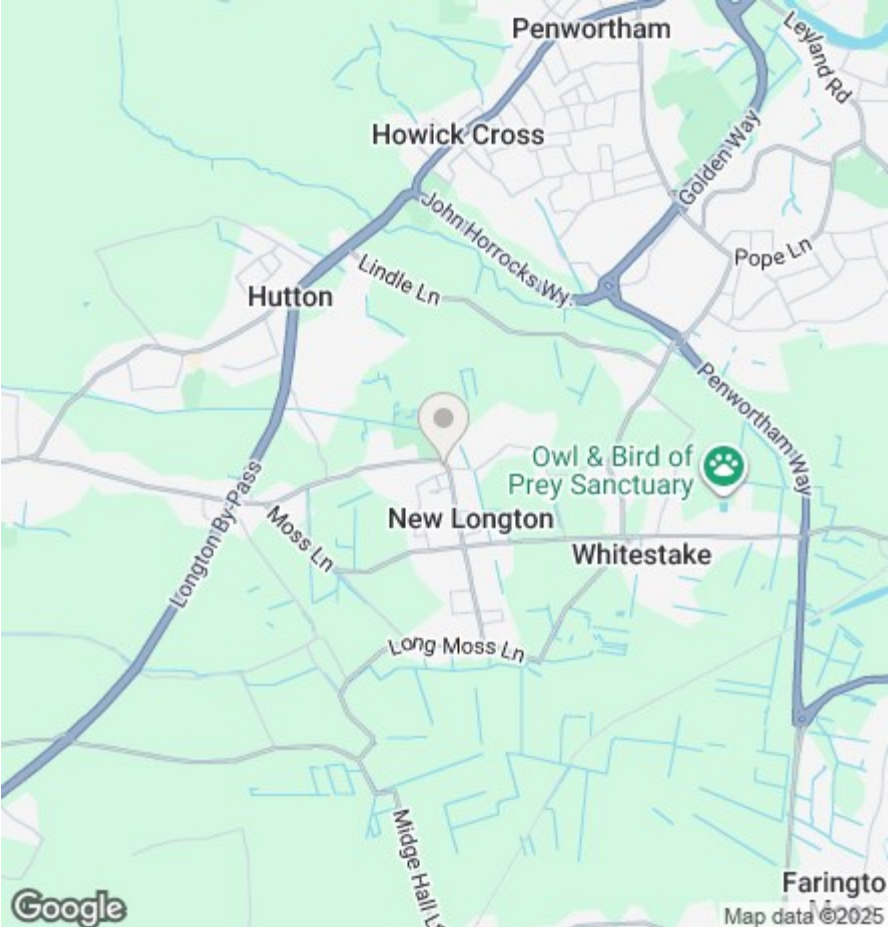 Penwortham
Leyland Rd
Howick Cross
Golden Way
John Horrocks Wy.
Pope Ln
Lindle Ln
Hutton
Penwortham Way
Owl & Bird of
Prey Sanctuary
Longton By-Pass
New Longton
Moss Ln
Whitestake
Long Moss Ln
Midge Hall L
Faringto
Google
Map data ©2025